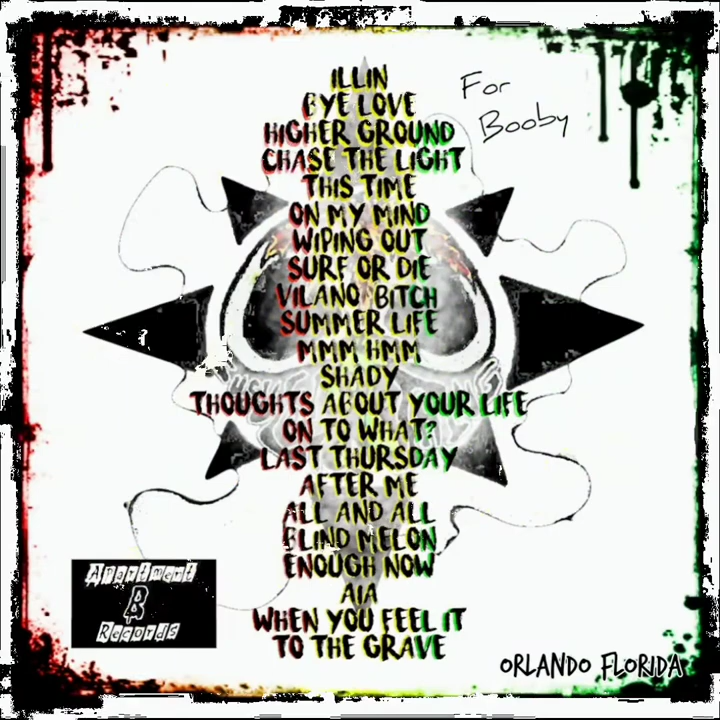 For
Booby
ILLIN
BYE LOVE
HIGHER GROUND
CHASE THE LIGHT
THIS TIME
ON MY MIND
WIPING OUT
SURF OR DIE
VILANO BITCH
SUMMER LIFE
MMM HMM
SHADY
THOUGHTS ABOUT YOUR LIFE
ON TO WHAT?
LAST THURSDAY
AFTER ME
ALL AND ALL
BLIND MELON
ENOUGH NOW
AIA
WHEN YOU FEEL IT
TO THE GRAVE
Apartment
B
Records
ORLANDO FLORIDA